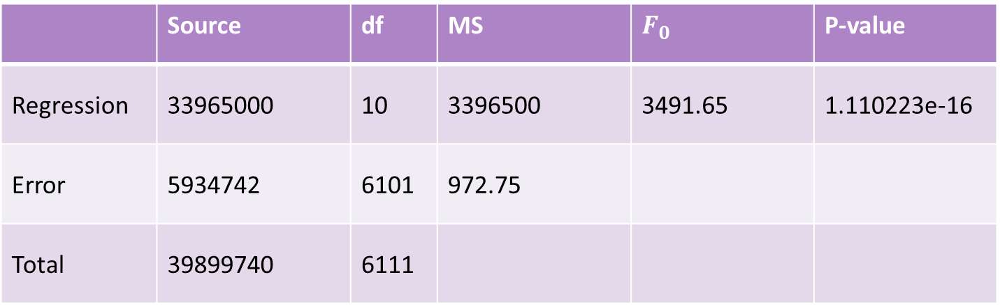 Source df MS F₀ P-value
Regression 33965000 10 3396500 3491.65 1.110223e-16
Error 5934742 6101 972.75
Total 39899740 6111